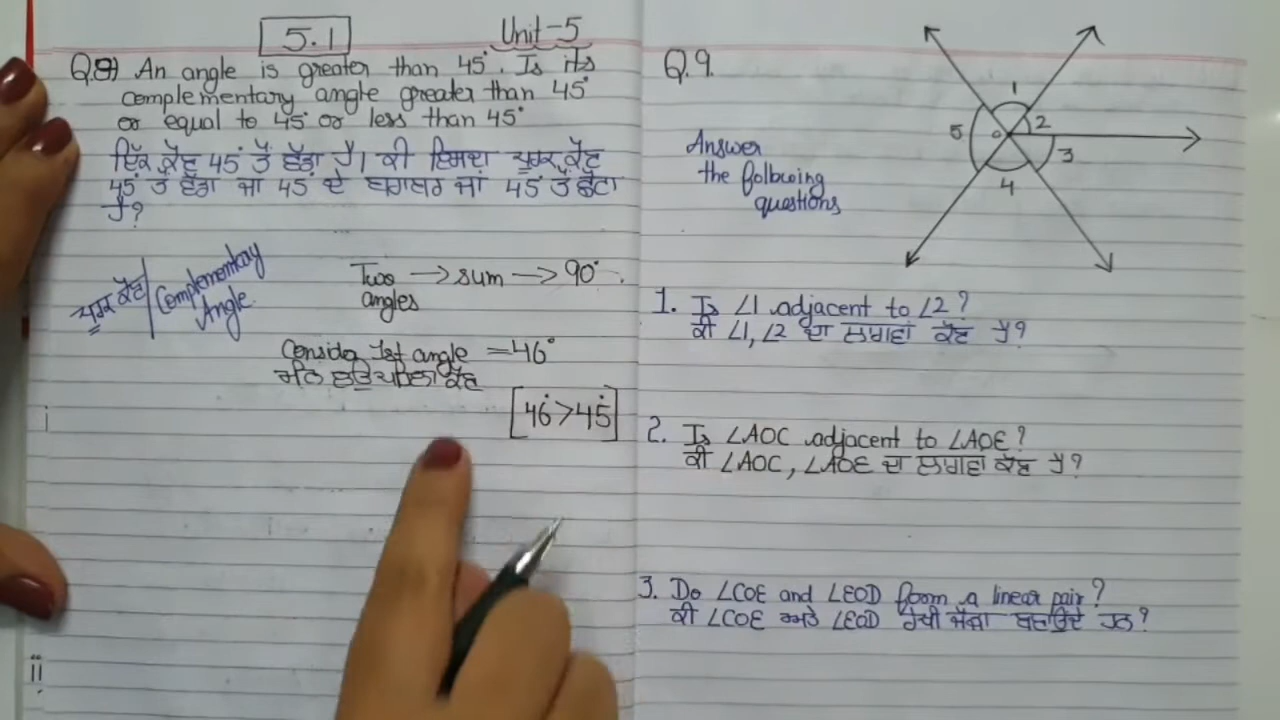 5.1
Unit-5
Q.8) An angle is greater than 45°. Is its
complementary angle greater than 45°
or equal to 45° or less than 45°
ਇੱਕ ਕੋਣ 45° ਤੋਂ ਵੱਡਾ ਹੈ। ਕੀ ਇਸਦਾ ਪੂਰਕ ਕੋਣ
45° ਤੋਂ ਵੱਡਾ ਜਾਂ 45° ਦੇ ਬਰਾਬਰ ਜਾਂ 45° ਤੋਂ ਛੋਟਾ
ਹੈ?
ਪੂਰਕ ਕੋਣ
Complementary
Angle
Two → sum → 90°.
angles
Consider 1st angle = 46°
ਪਹਿਲਾ ਕੋਣ
[46° > 45°]
i
ii
Q.9.
Answer
the following
questions
1
2
3
4
5
o
1. Is ∠1 adjacent to ∠2?
ਕੀ ∠1, ∠2 ਦਾ ਲਾਗਵਾਂ ਕੋਣ ਹੈ?
2. Is ∠AOC adjacent to ∠AOE?
ਕੀ ∠AOC, ∠AOE ਦਾ ਲਾਗਵਾਂ ਕੋਣ ਹੈ?
3. Do ∠COE and ∠EOD form a linear pair?
ਕੀ ∠COE ਅਤੇ ∠EOD ਰੇਖੀ ਜੋੜਾ ਬਣਾਉਂਦੇ ਹਨ?